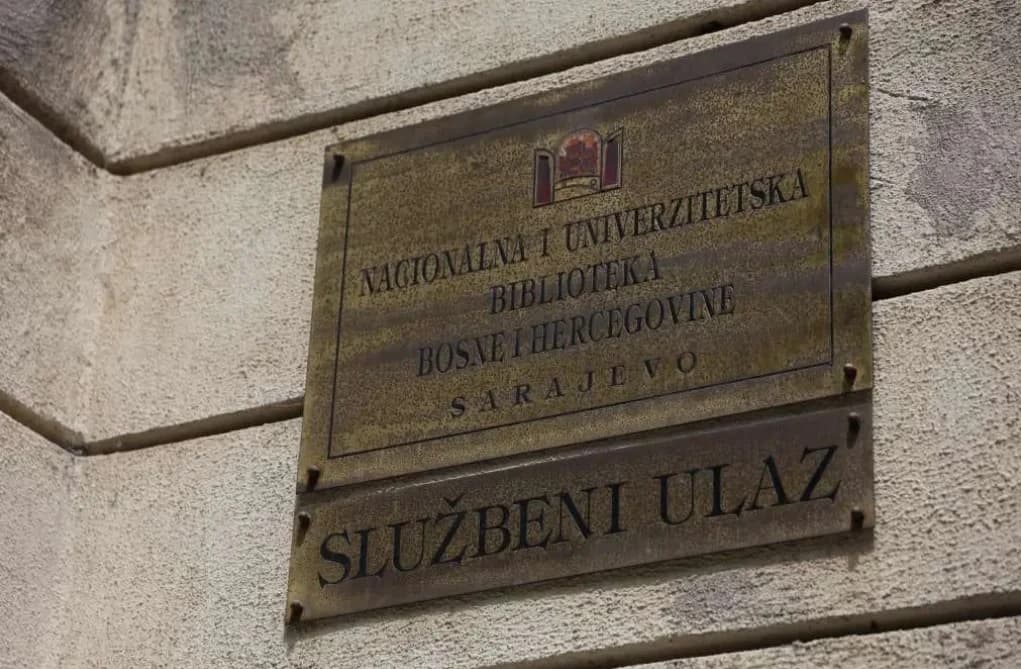 NACIONALNA I UNIVERZITETSKA
BIBLIOTEKA
BOSNE I HERCEGOVINE
SARAJEVO
SLUŽBENI ULAZ